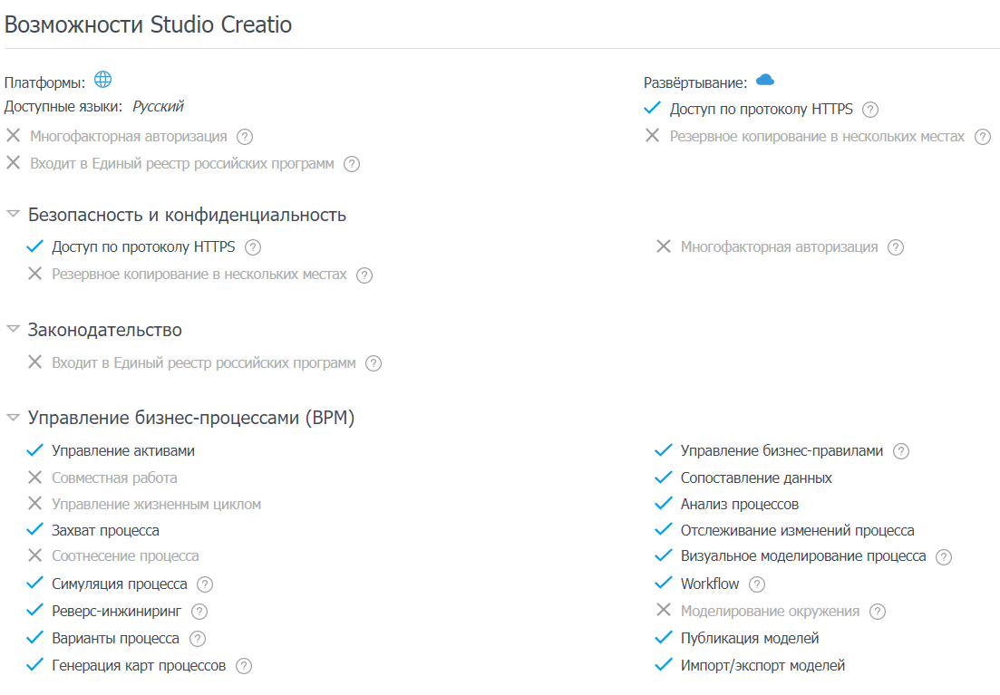 Возможности Studio Creatio
Платформы:
Развёртывание:
Доступные языки: Русский
Доступ по протоколу HTTPS ?
Многофакторная авторизация ?
Резервное копирование в нескольких местах ?
Входит в Единый реестр российских программ ?
Безопасность и конфиденциальность
Доступ по протоколу HTTPS ?
Многофакторная авторизация ?
Резервное копирование в нескольких местах ?
Законодательство
Входит в Единый реестр российских программ ?
Управление бизнес-процессами (BPM)
Управление активами
Управление бизнес-правилами ?
Совместная работа
Сопоставление данных
Управление жизненным циклом
Анализ процессов
Захват процесса
Отслеживание изменений процесса
Соотнесение процесса
Визуальное моделирование процесса ?
Симуляция процесса ?
Workflow ?
Реверс-инжиниринг ?
Моделирование окружения ?
Варианты процесса ?
Публикация моделей
Генерация карт процессов ?
Импорт/экспорт моделей